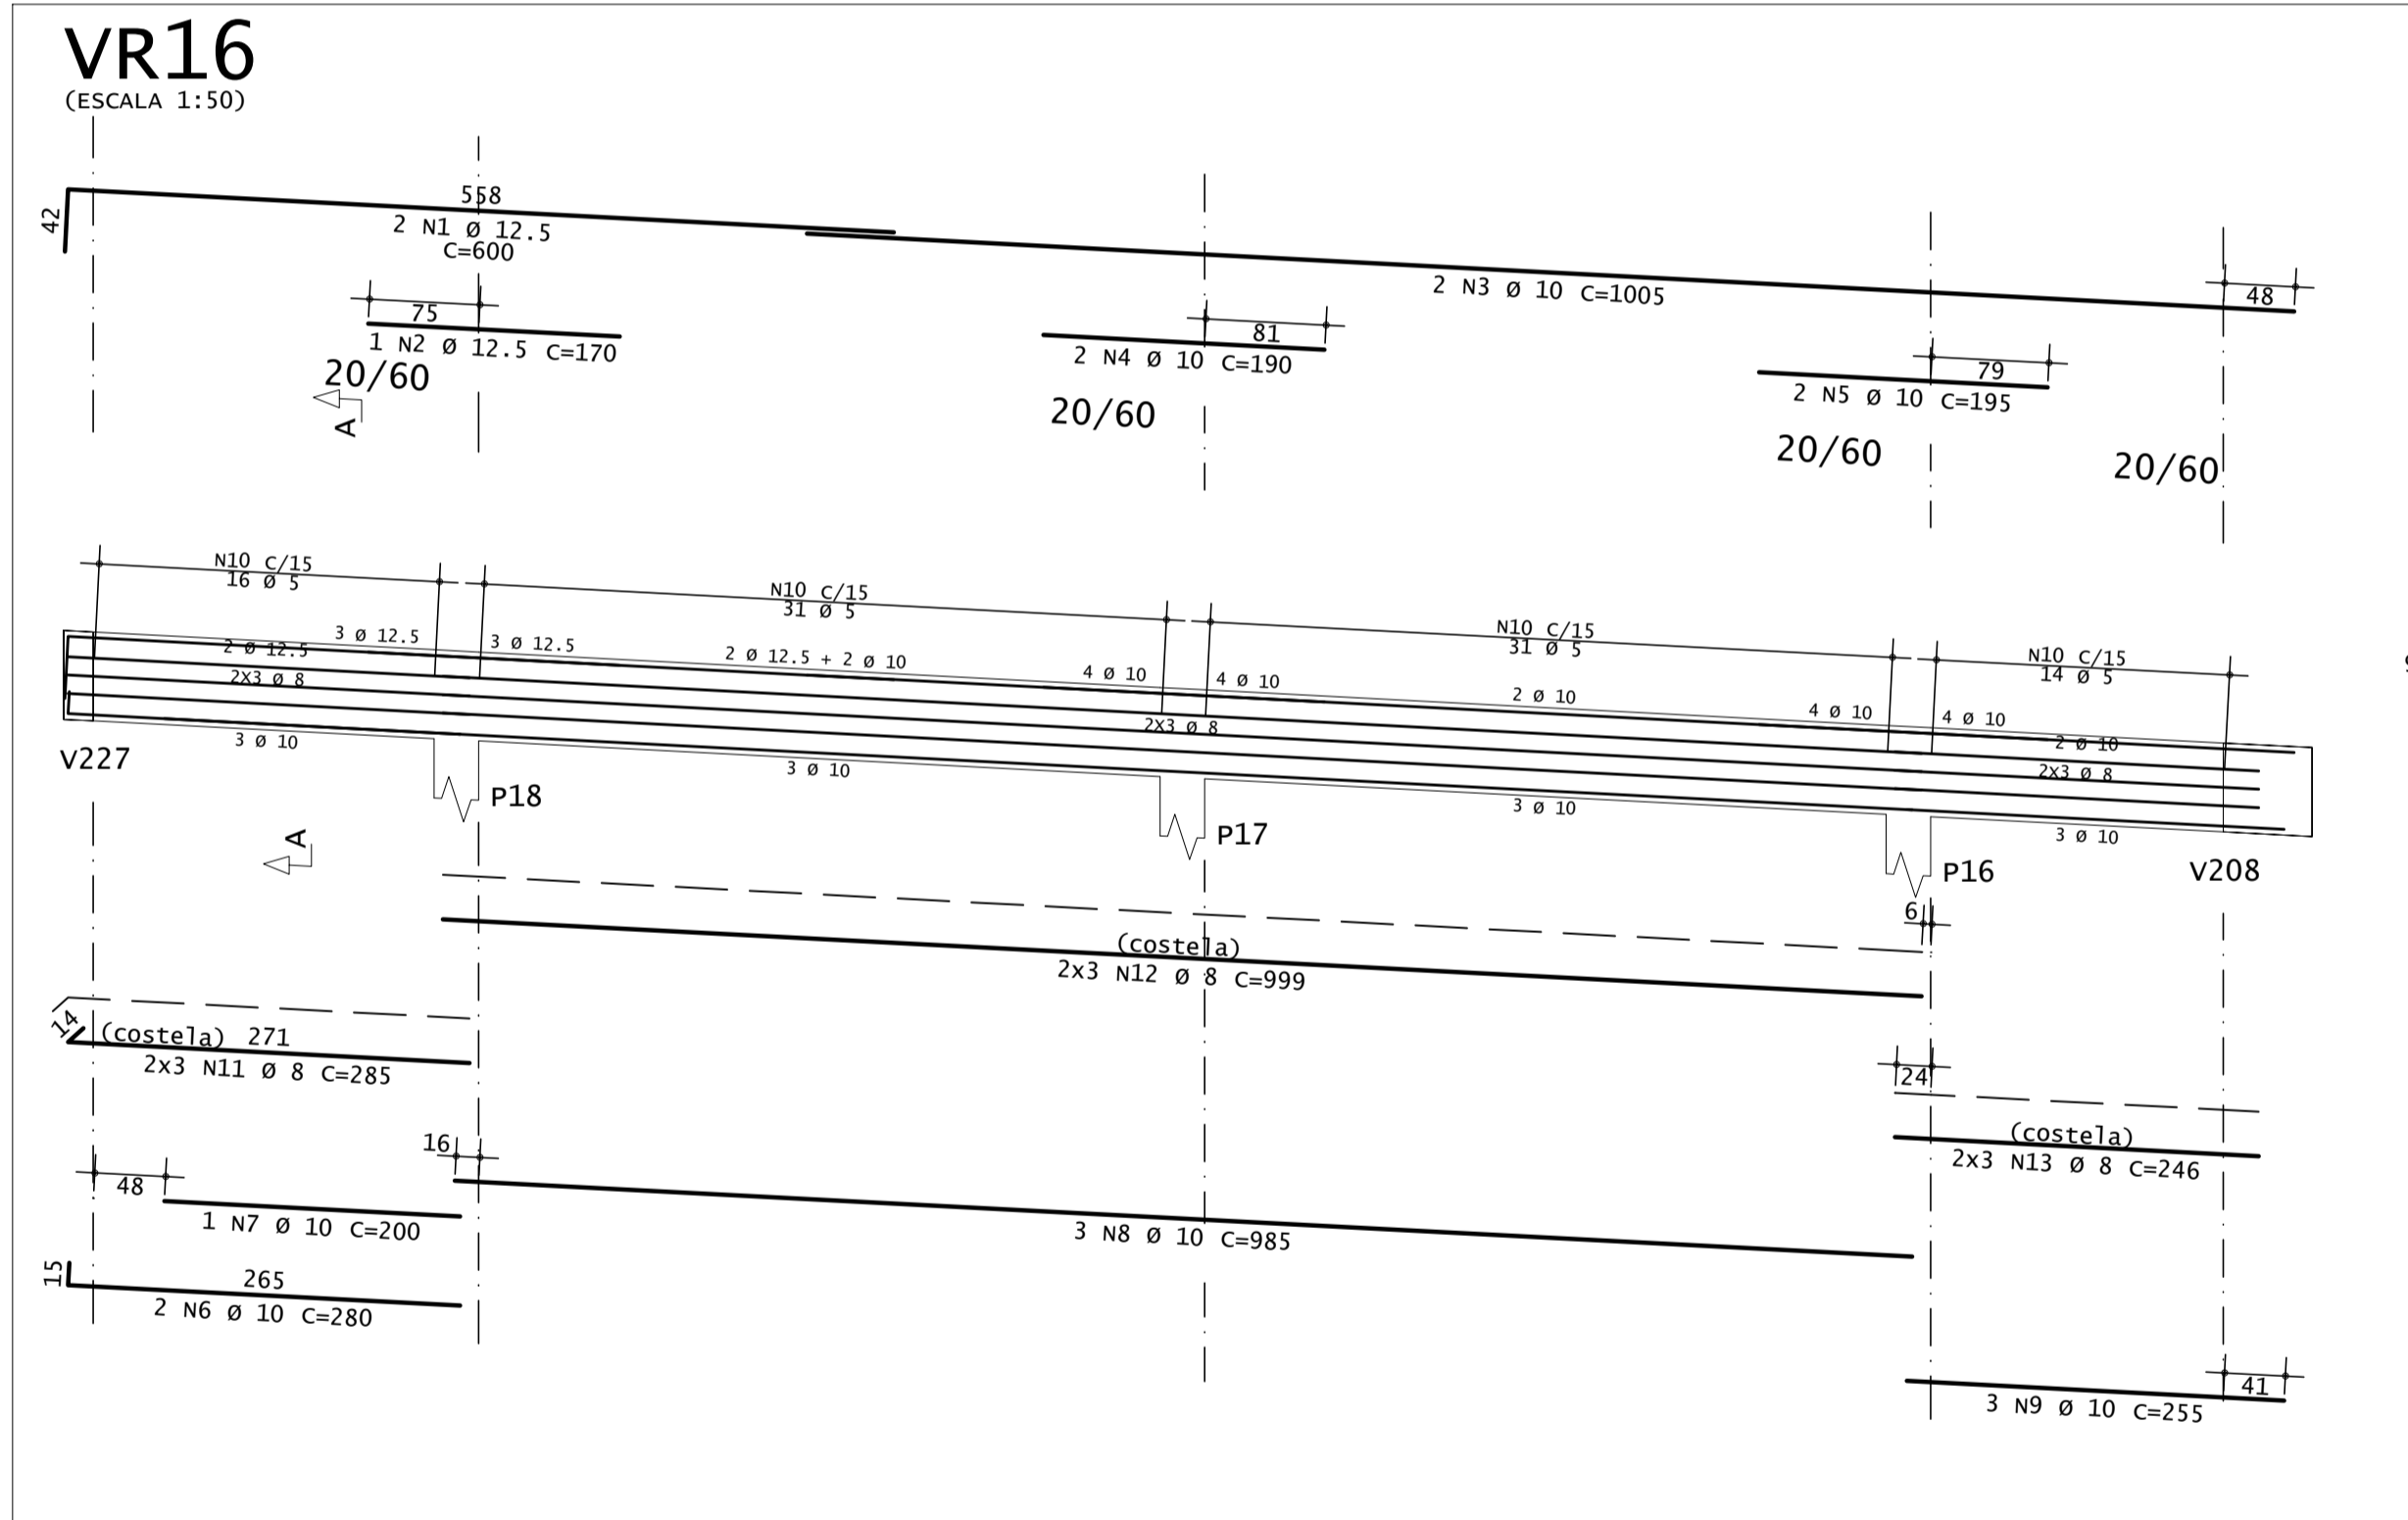 VR16
(ESCALA 1:50)
558
42
2 N1 Ø 12.5
C=600
75
1 N2 Ø 12.5 C=170
20/60
A
2 N3 Ø 10 C=1005
48
81
2 N4 Ø 10 C=190
20/60
79
2 N5 Ø 10 C=195
20/60
20/60
N10 C/15
16 Ø 5
N10 C/15
31 Ø 5
N10 C/15
31 Ø 5
N10 C/15
14 Ø 5
2 Ø 12.5
3 Ø 12.5
3 Ø 12.5
2 Ø 12.5 + 2 Ø 10
4 Ø 10
4 Ø 10
2 Ø 10
4 Ø 10
4 Ø 10
2 Ø 10
2X3 Ø 8
2X3 Ø 8
2X3 Ø 8
3 Ø 10
3 Ø 10
3 Ø 10
3 Ø 10
V227
P18
P17
P16
V208
A
6
(costela)
2x3 N12 Ø 8 C=999
14
(costela) 271
2x3 N11 Ø 8 C=285
24
(costela)
2x3 N13 Ø 8 C=246
48
1 N7 Ø 10 C=200
16
3 N8 Ø 10 C=985
15
265
2 N6 Ø 10 C=280
41
3 N9 Ø 10 C=255